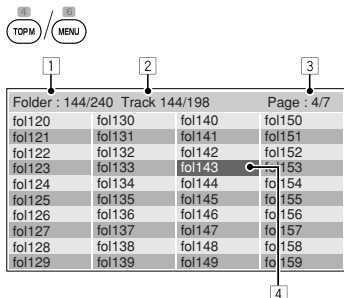 4 6
TOPM / MENU
1 2 3
Folder : 144/240 Track 144/198 Page : 4/7
fol120 fol130 fol140 fol150
fol121 fol131 fol141 fol151
fol122 fol132 fol142 fol152
fol123 fol133 fol143 fol153
fol124 fol134 fol144 fol154
fol125 fol135 fol145 fol155
fol126 fol136 fol146 fol156
fol127 fol137 fol147 fol157
fol128 fol138 fol148 fol158
fol129 fol139 fol149 fol159
4